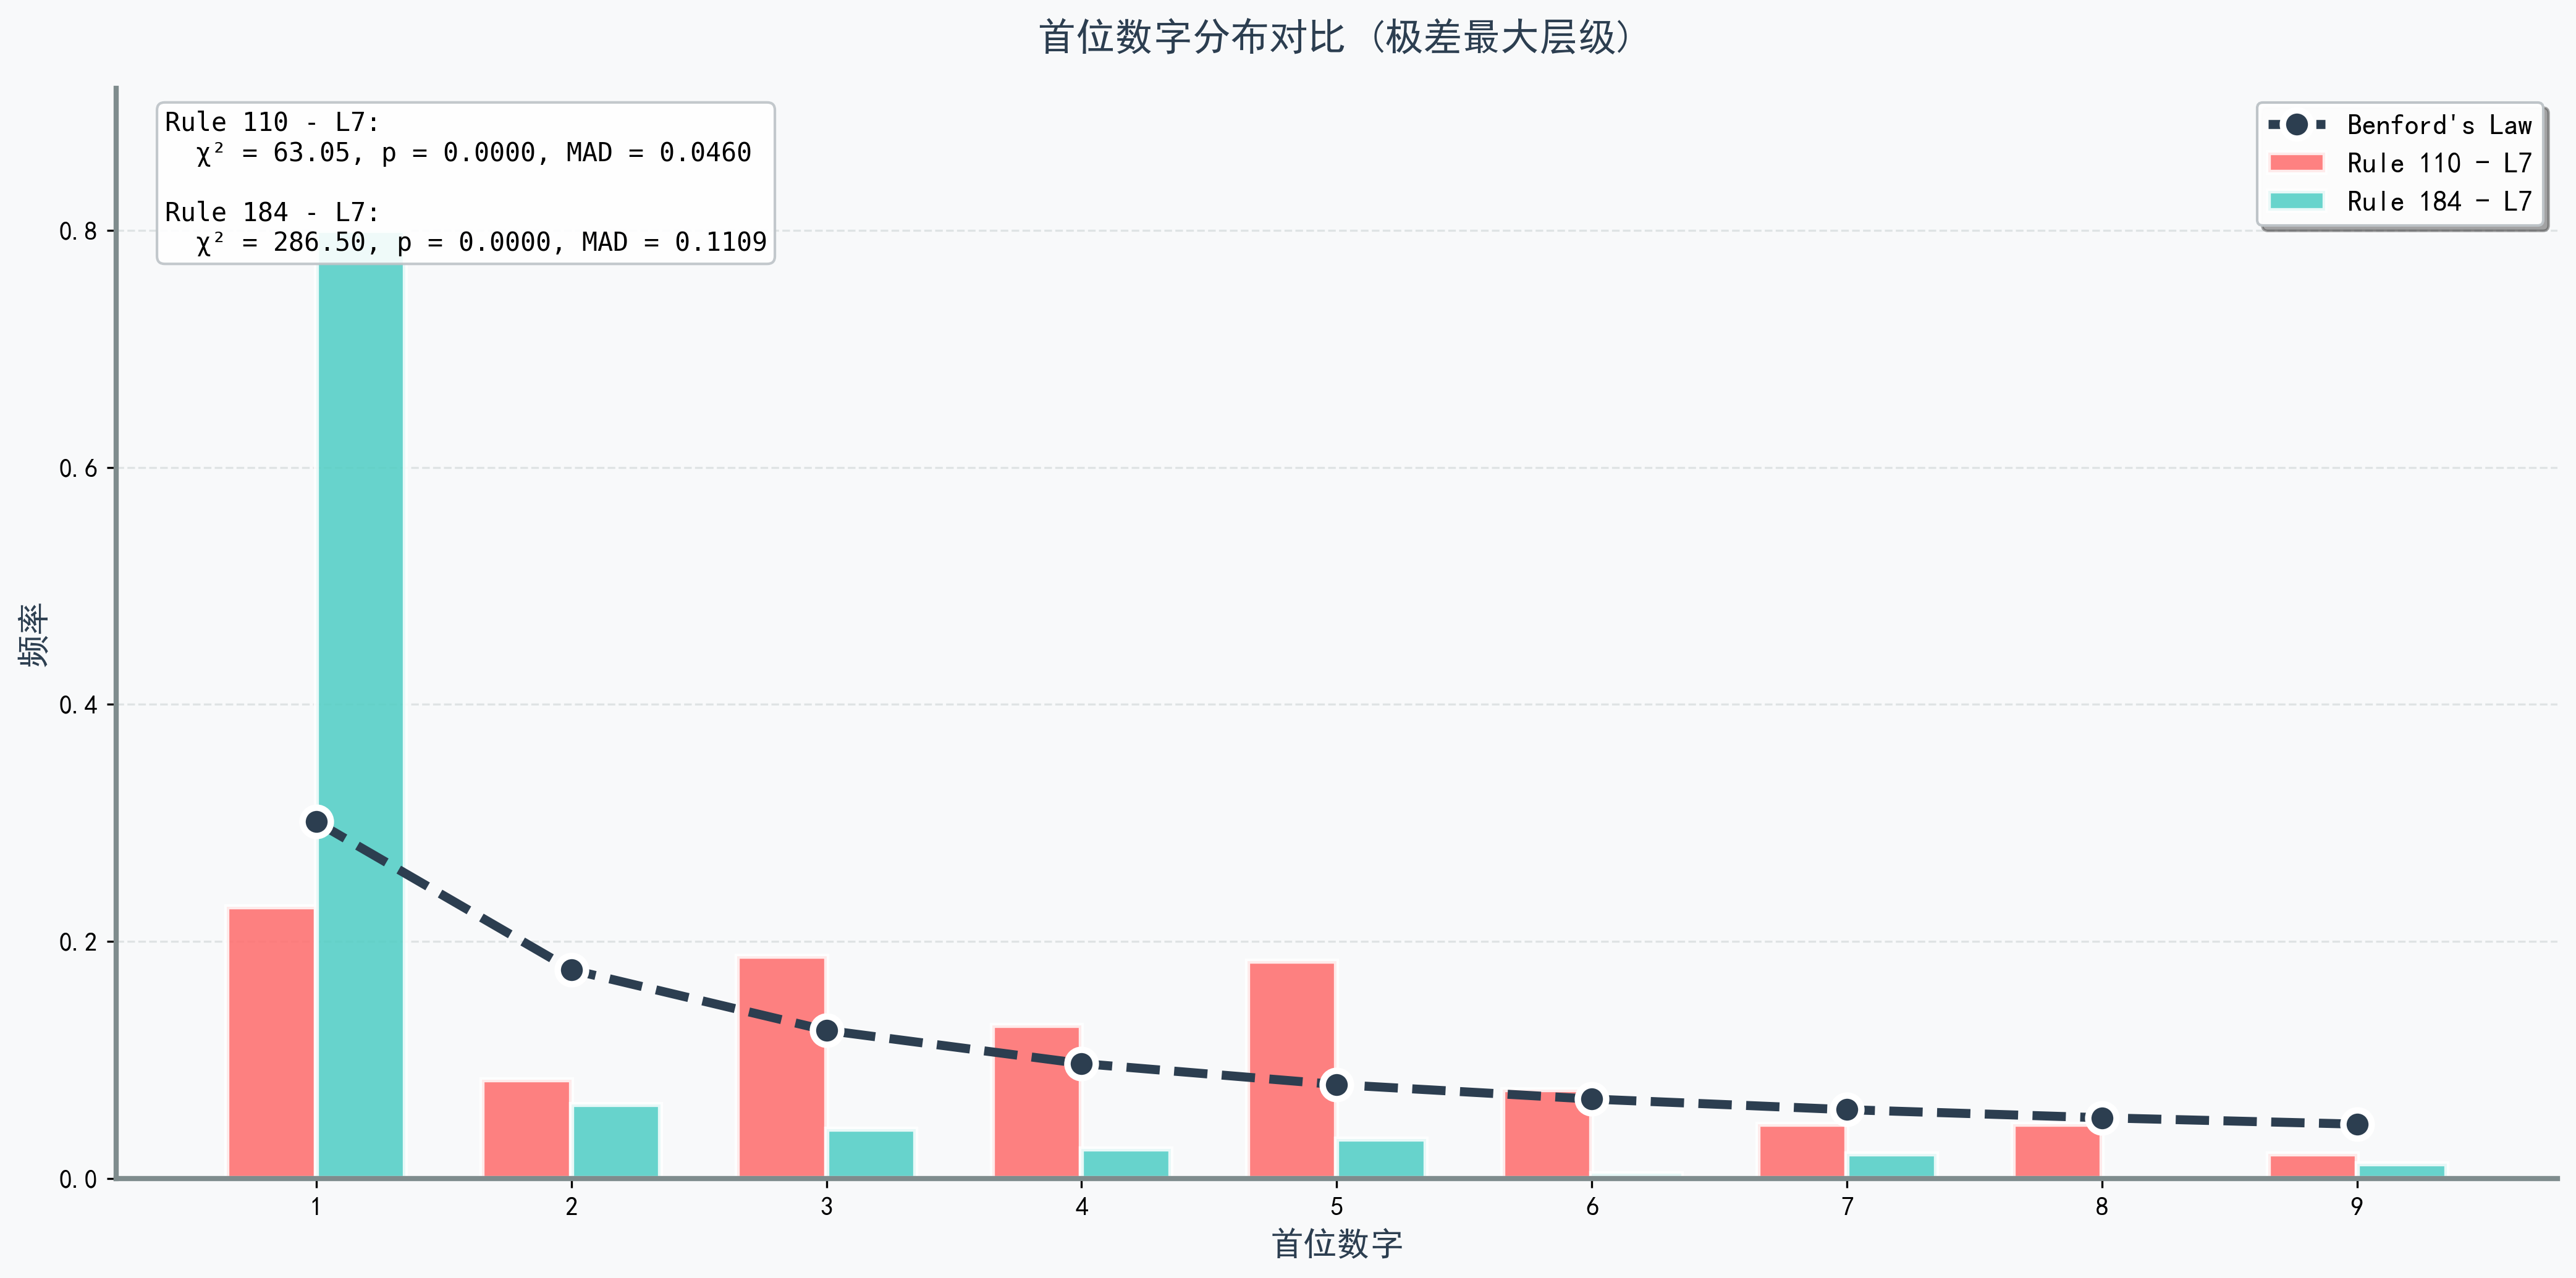 首位数字分布对比（极差最大层级）
Rule 110 - L7:
χ² = 63.05, p = 0.0000, MAD = 0.0460
Rule 184 - L7:
χ² = 286.50, p = 0.0000, MAD = 0.1109
Benford's Law
Rule 110 - L7
Rule 184 - L7
频率
0.8
0.6
0.4
0.2
0.0
1 2 3 4 5 6 7 8 9
首位数字